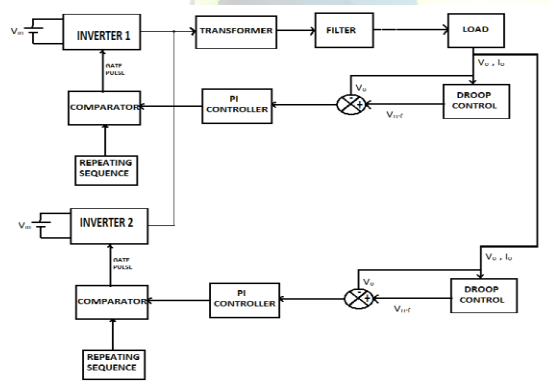 Vin
INVERTER 1
TRANSFORMER
FILTER
LOAD
GATE
PULSE
Vo , Io
Vo
COMPARATOR
PI
CONTROLLER
- +
Vref
DROOP
CONTROL
REPEATING
SEQUENCE
Vin
INVERTER 2
GATE
PULSE
Vo , Io
Vo
COMPARATOR
PI
CONTROLLER
- +
Vref
DROOP
CONTROL
REPEATING
SEQUENCE